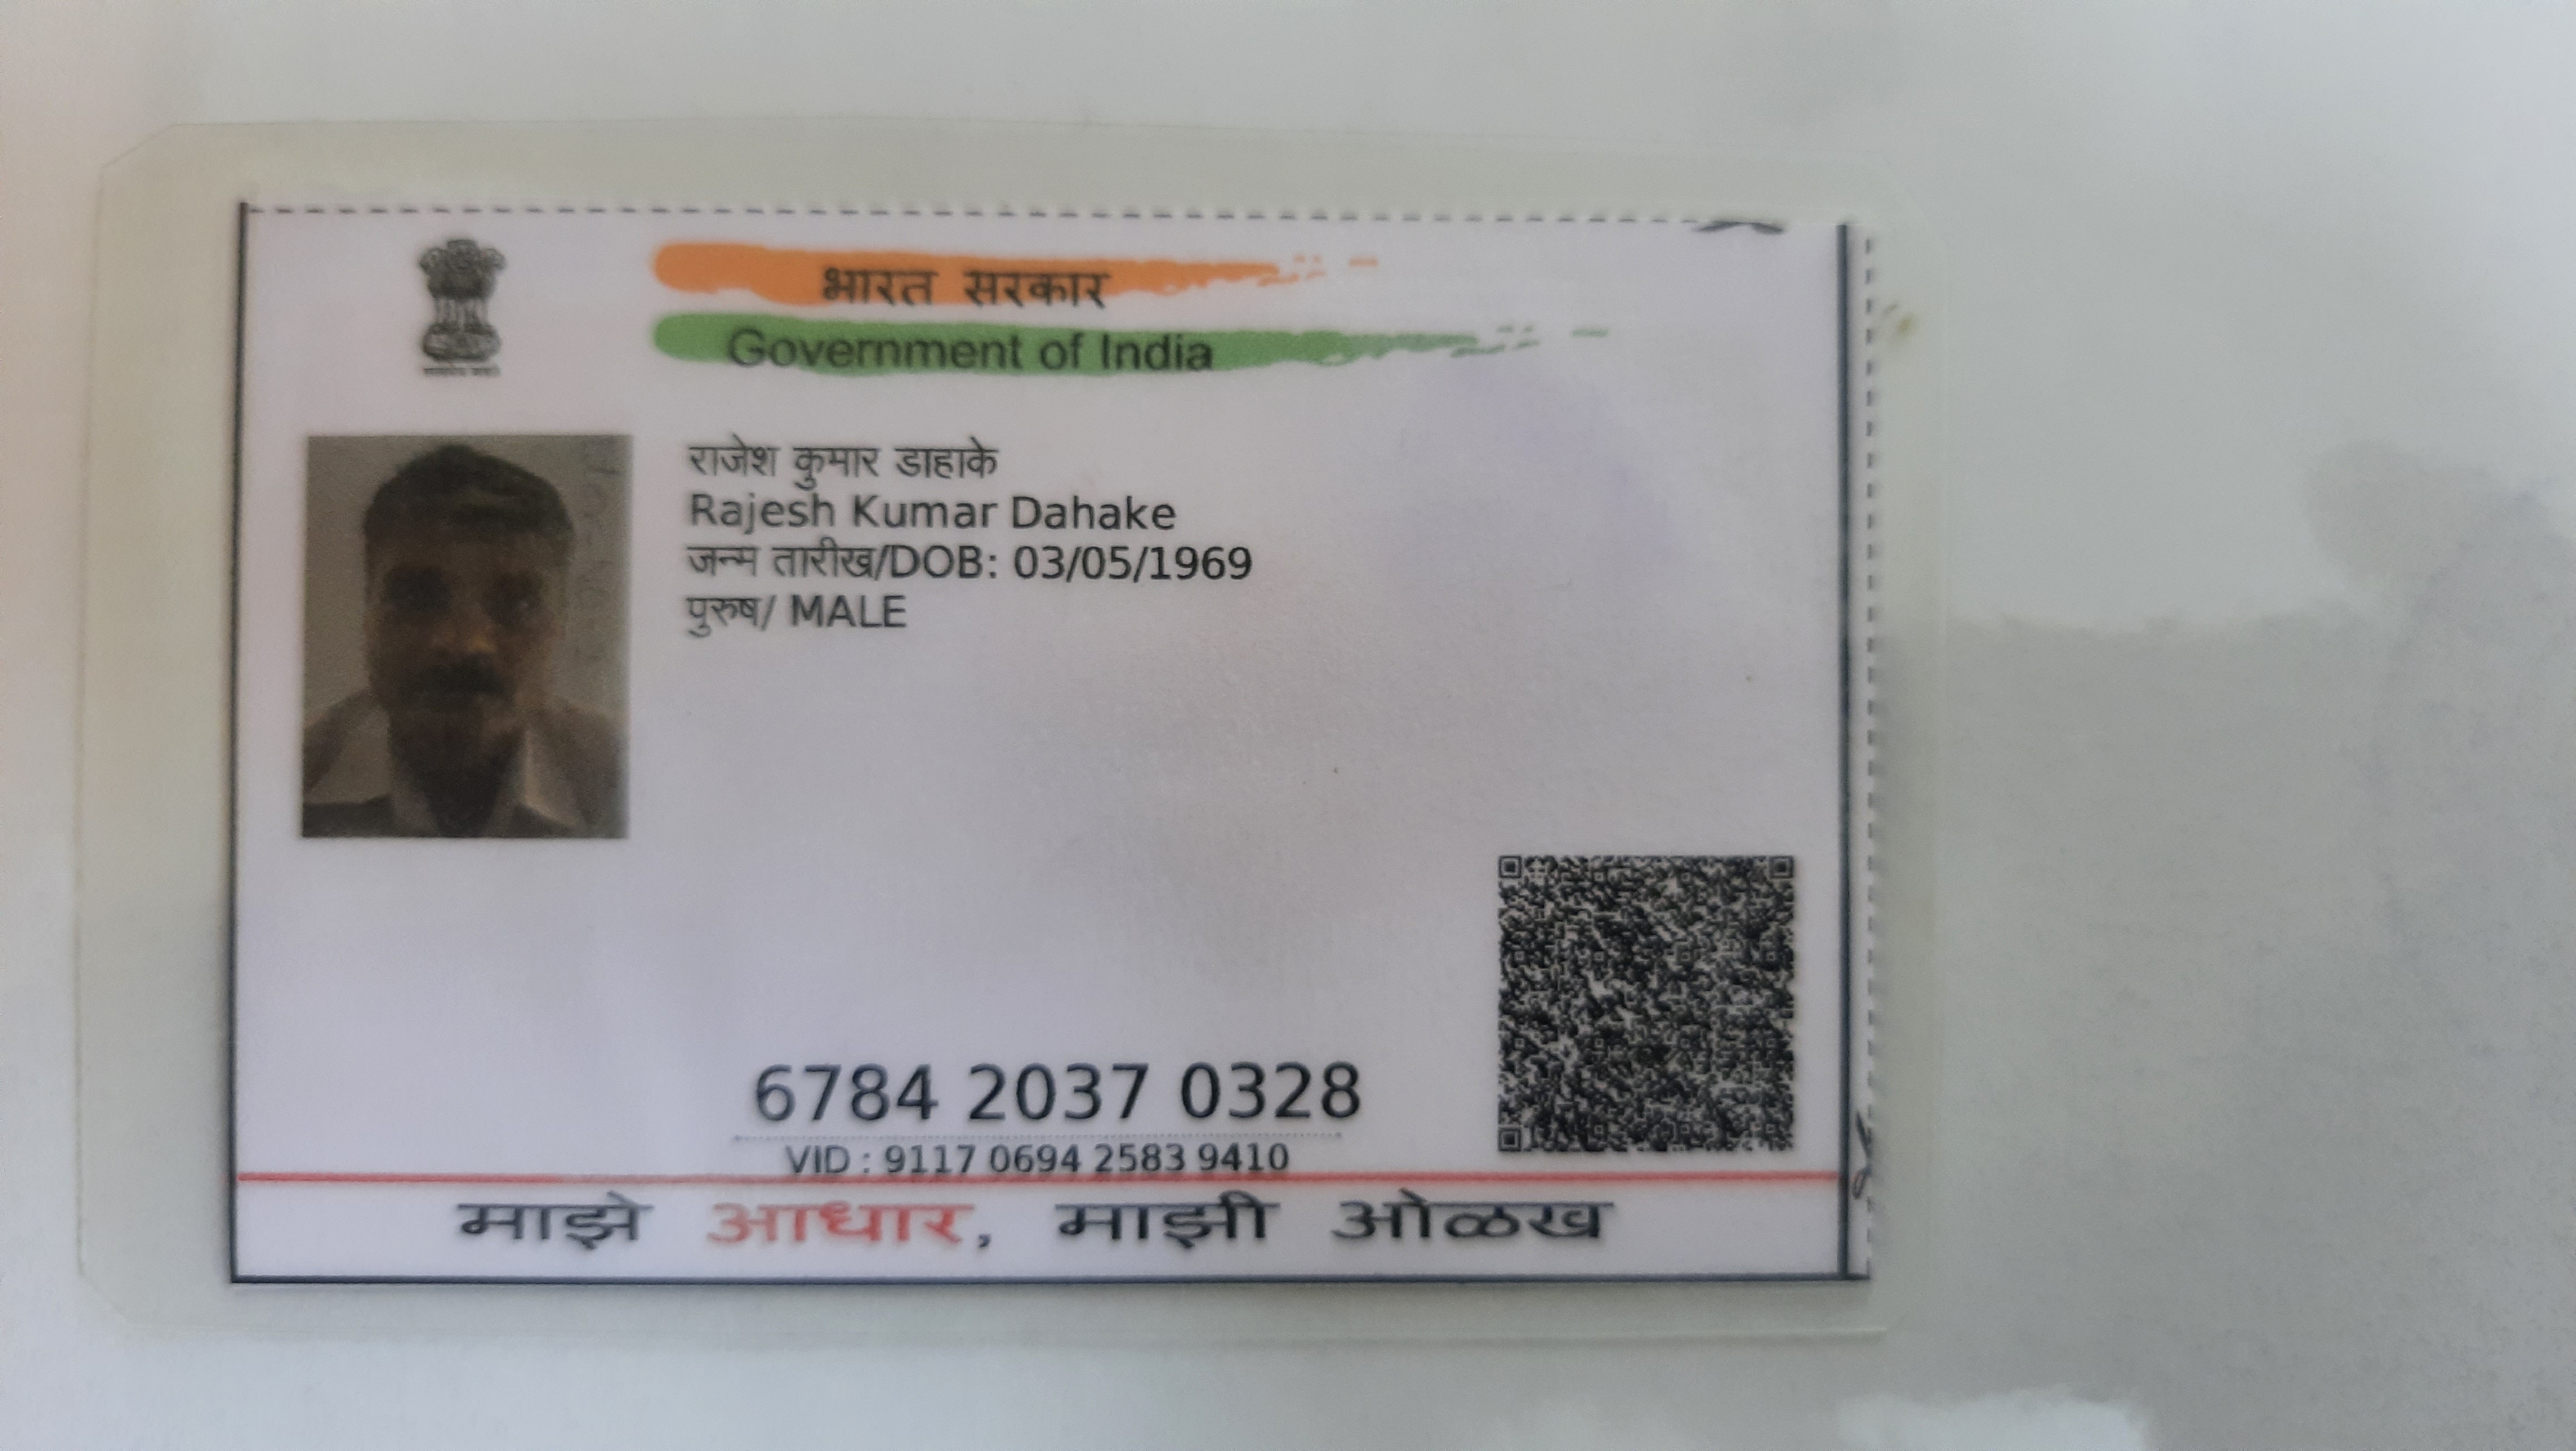 भारत सरकार
Government of India
राजेश कुमार डाहाके
Rajesh Kumar Dahake
जन्म तारीख/DOB: 03/05/1969
पुरुष/ MALE
6784 2037 0328
VID : 9117 0694 2583 9410
माझे आधार, माझी ओळख